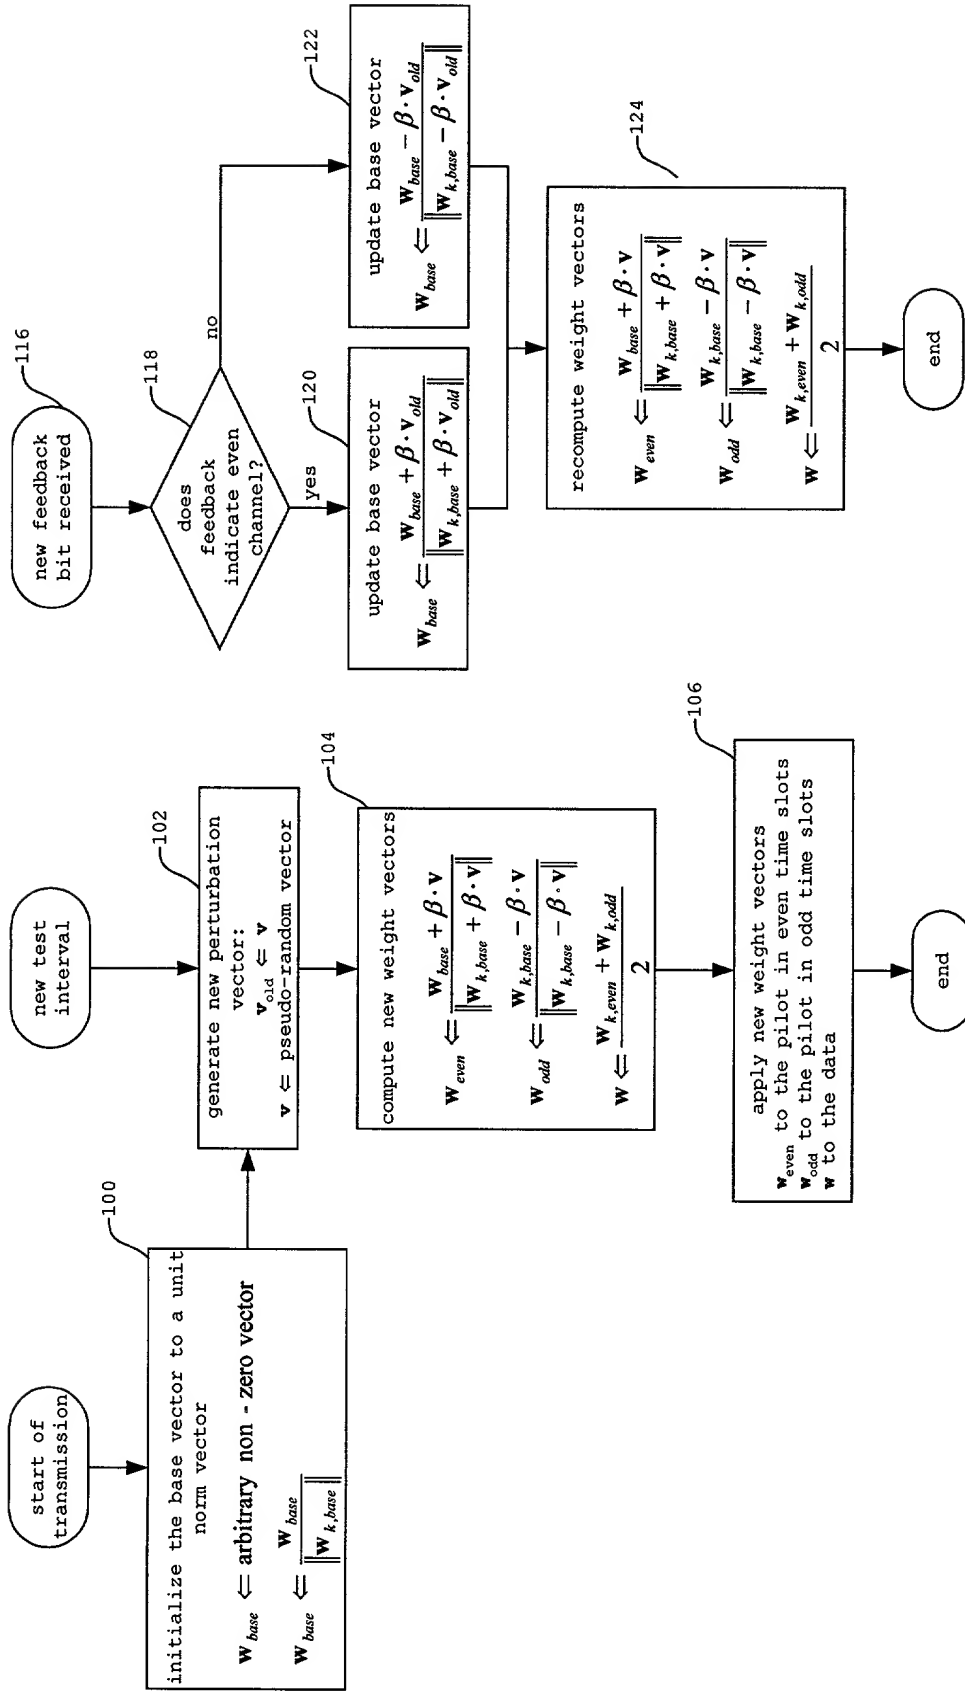 start of
transmission
100
initialize the base vector to a unit
norm vector
w_base ⇐ arbitrary non - zero vector
w_base ⇐ w_base / ‖w_k,base‖
new test
interval
102
generate new perturbation
vector:
v_old ⇐ v
v ⇐ pseudo-random vector
104
compute new weight vectors
w_even ⇐ (w_base + β · v) / ‖w_k,base + β · v‖
w_odd ⇐ (w_k,base − β · v) / ‖w_k,base − β · v‖
w ⇐ (w_k,even + w_k,odd) / 2
106
apply new weight vectors
w_even to the pilot in even time slots
w_odd to the pilot in odd time slots
w to the data
end
new feedback
bit received
116
118
does
feedback
indicate even
channel?
yes
no
120
update base vector
w_base ⇐ (w_base + β · v_old) / ‖w_k,base + β · v_old‖
122
update base vector
w_base ⇐ (w_base − β · v_old) / ‖w_k,base − β · v_old‖
124
recompute weight vectors
w_even ⇐ (w_base + β · v) / ‖w_k,base + β · v‖
w_odd ⇐ (w_k,base − β · v) / ‖w_k,base − β · v‖
w ⇐ (w_k,even + w_k,odd) / 2
end